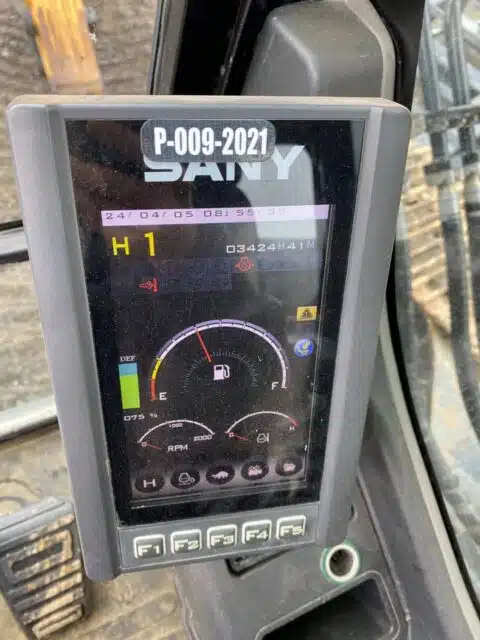 P-009-2021
SANY
24/04/05 08:55:39
H 1
03424H41M
DEF
E
F
075 %
1000
2000
RPM
H
H
F1 F2 F3 F4 F5